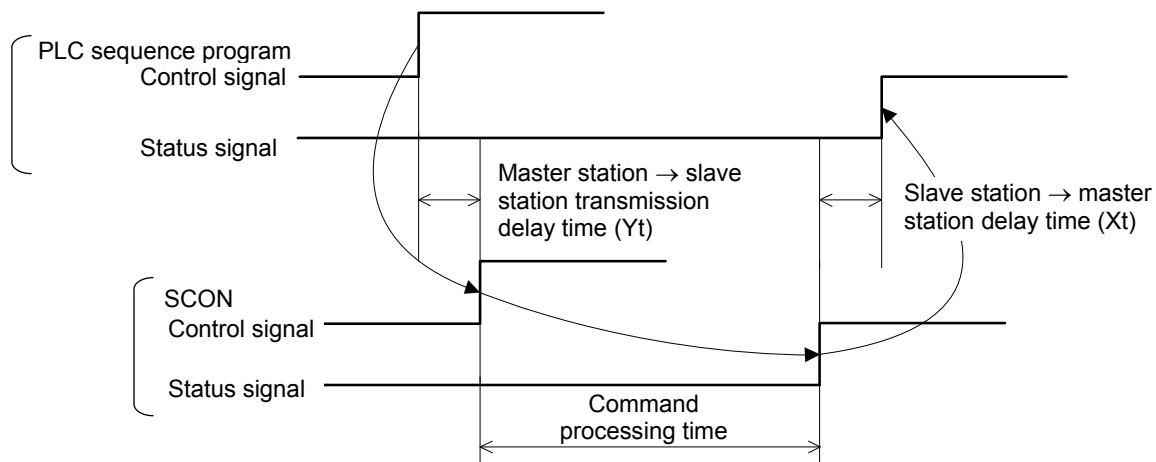 PLC sequence program
Control signal
Status signal
Master station → slave
station transmission
delay time (Yt)
Slave station → master
station delay time (Xt)
SCON
Control signal
Status signal
Command
processing time